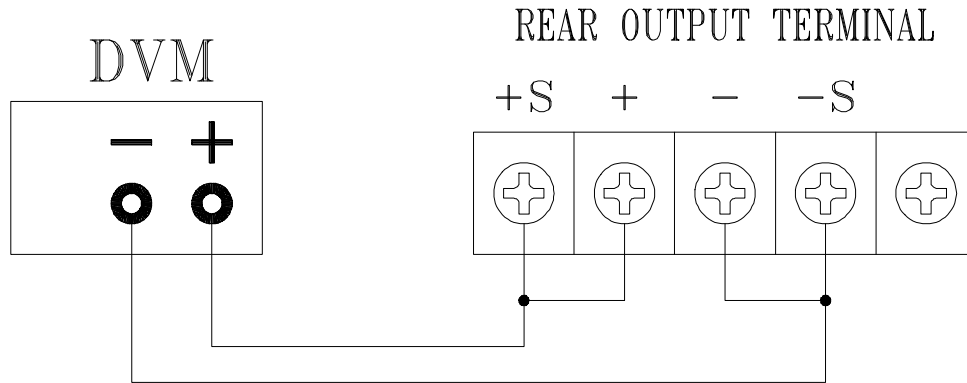 REAR OUTPUT TERMINAL
DVM
+S + - -S
- +